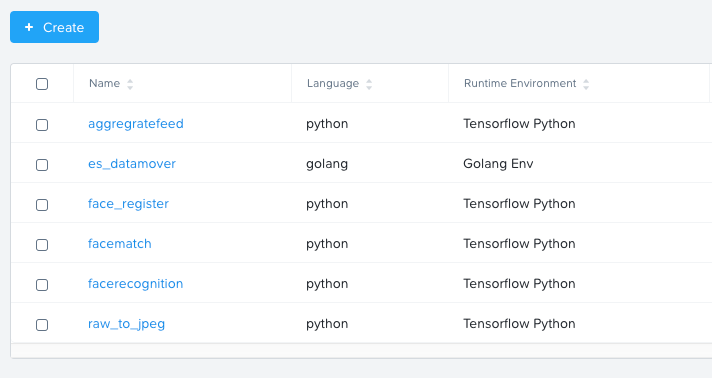 + Create
Name Language Runtime Environment
aggregratefeed python Tensorflow Python
es_datamover golang Golang Env
face_register python Tensorflow Python
facematch python Tensorflow Python
facerecognition python Tensorflow Python
raw_to_jpeg python Tensorflow Python